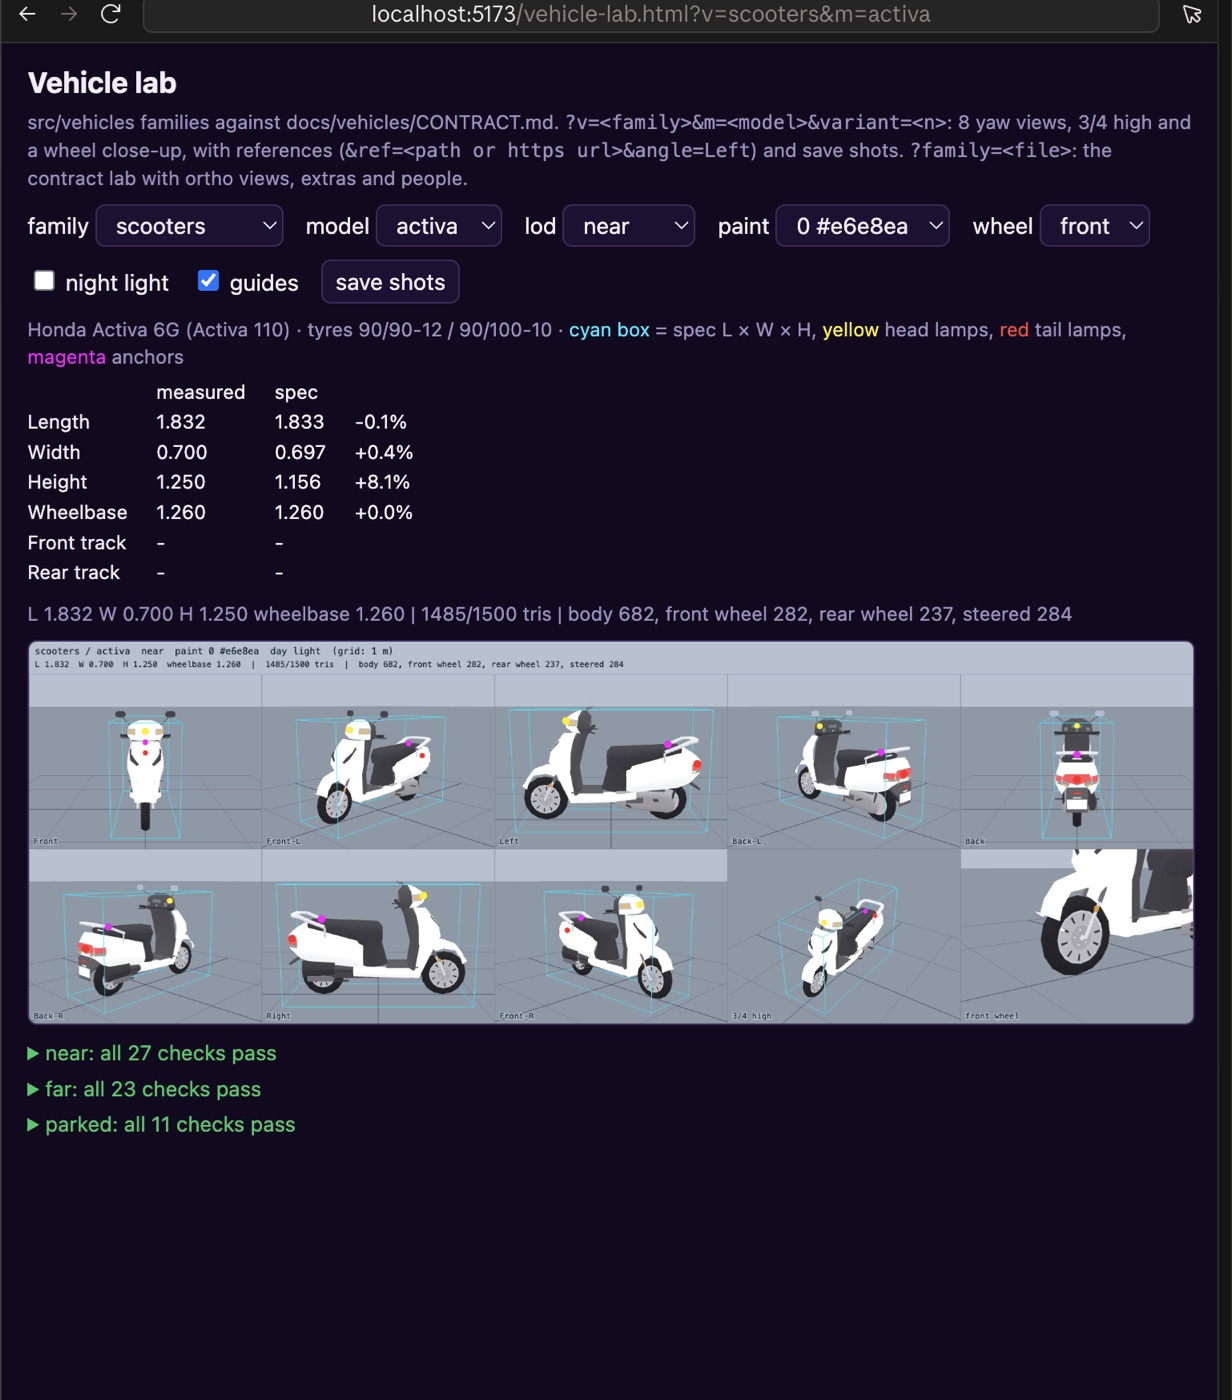 localhost:5173/vehicle-lab.html?v=scooters&m=activa
Vehicle lab
src/vehicles families against docs/vehicles/CONTRACT.md. ?v=<family>&m=<model>&variant=<n>: 8 yaw views, 3/4 high and
a wheel close-up, with references (&ref=<path or https url>&angle=Left) and save shots. ?family=<file>: the
contract lab with ortho views, extras and people.
family scooters model activa lod near paint 0 #e6e8ea wheel front
night light guides save shots
Honda Activa 6G (Activa 110) · tyres 90/90-12 / 90/100-10 · cyan box = spec L × W × H, yellow head lamps, red tail lamps,
magenta anchors
measured spec
Length 1.832 1.833 -0.1%
Width 0.700 0.697 +0.4%
Height 1.250 1.156 +8.1%
Wheelbase 1.260 1.260 +0.0%
Front track - -
Rear track - -
L 1.832 W 0.700 H 1.250 wheelbase 1.260 | 1485/1500 tris | body 682, front wheel 282, rear wheel 237, steered 284
scooters / activa near paint 0 #e6e8ea day light (grid: 1 m)
L 1.832 W 0.700 H 1.250 wheelbase 1.260 | 1485/1500 tris | body 682, front wheel 282, rear wheel 237, steered 284
Front Front-L Left Back-L Back
Back-R Right Front-R 3/4 high front wheel
near: all 27 checks pass
far: all 23 checks pass
parked: all 11 checks pass